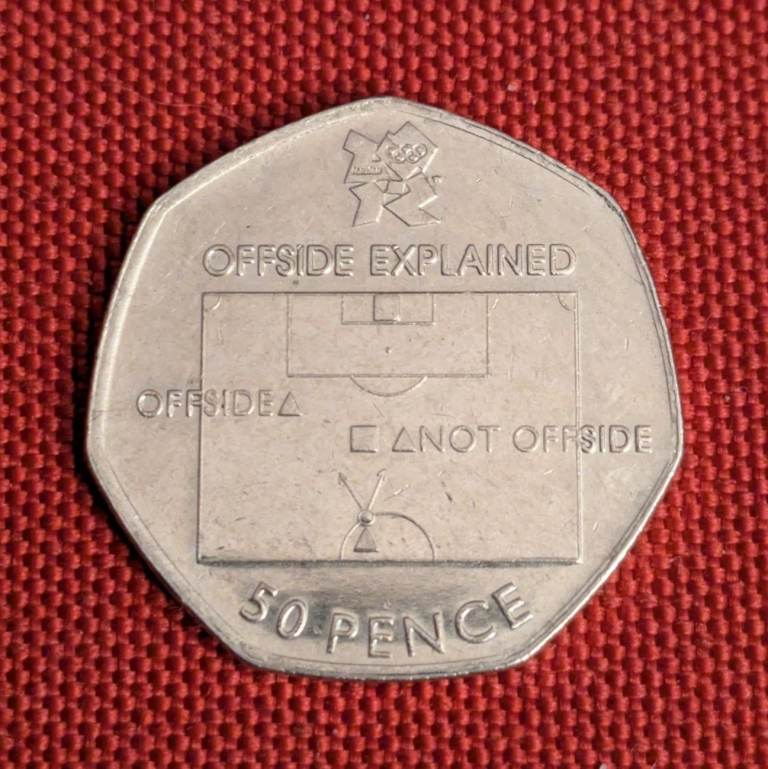 OFFSIDE EXPLAINED
OFFSIDE
NOT OFFSIDE
50 PENCE